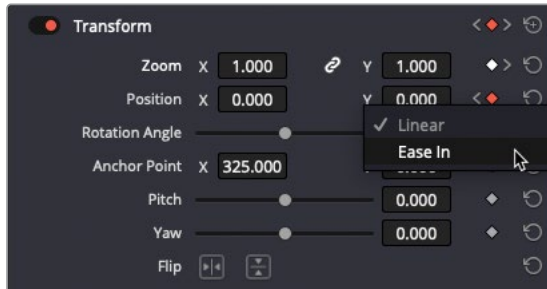 Transform
Zoom X 1.000 Y 1.000
Position X 0.000 Y 0.000
Linear
Rotation Angle
Ease In
Anchor Point X 325.000
Pitch 0.000
Yaw 0.000
Flip